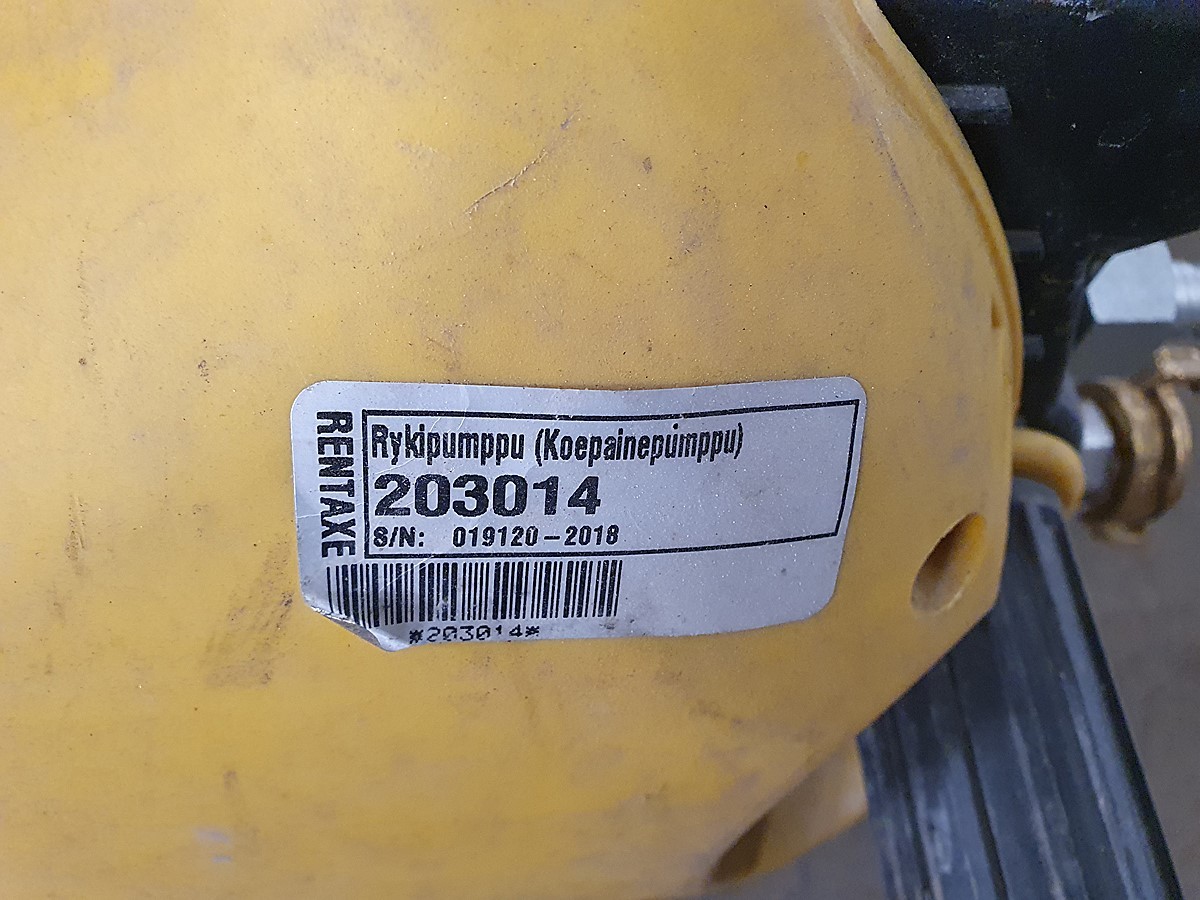 RENTAXE
Rykipumppu (Koepainepumppu)
203014
S/N: 019120-2018
*203014*